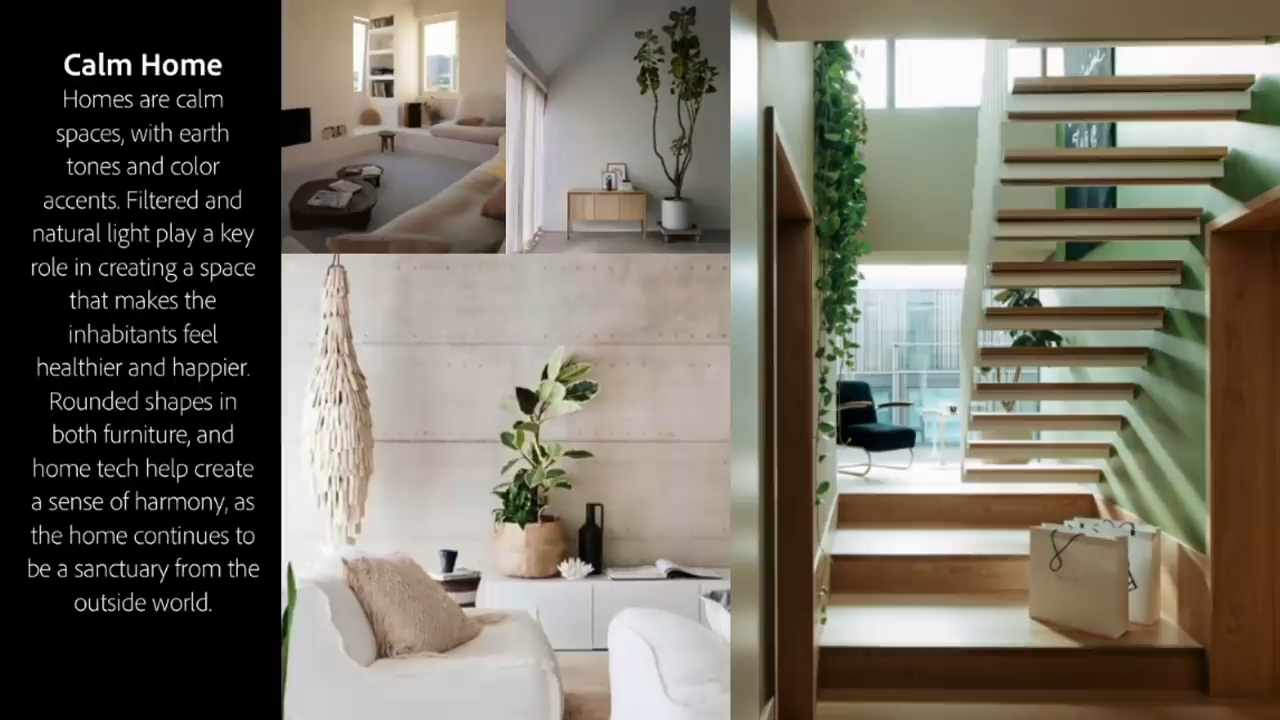 Calm Home
Homes are calm
spaces, with earth
tones and color
accents. Filtered and
natural light play a key
role in creating a space
that makes the
inhabitants feel
healthier and happier.
Rounded shapes in
both furniture, and
home tech help create
a sense of harmony, as
the home continues to
be a sanctuary from the
outside world.